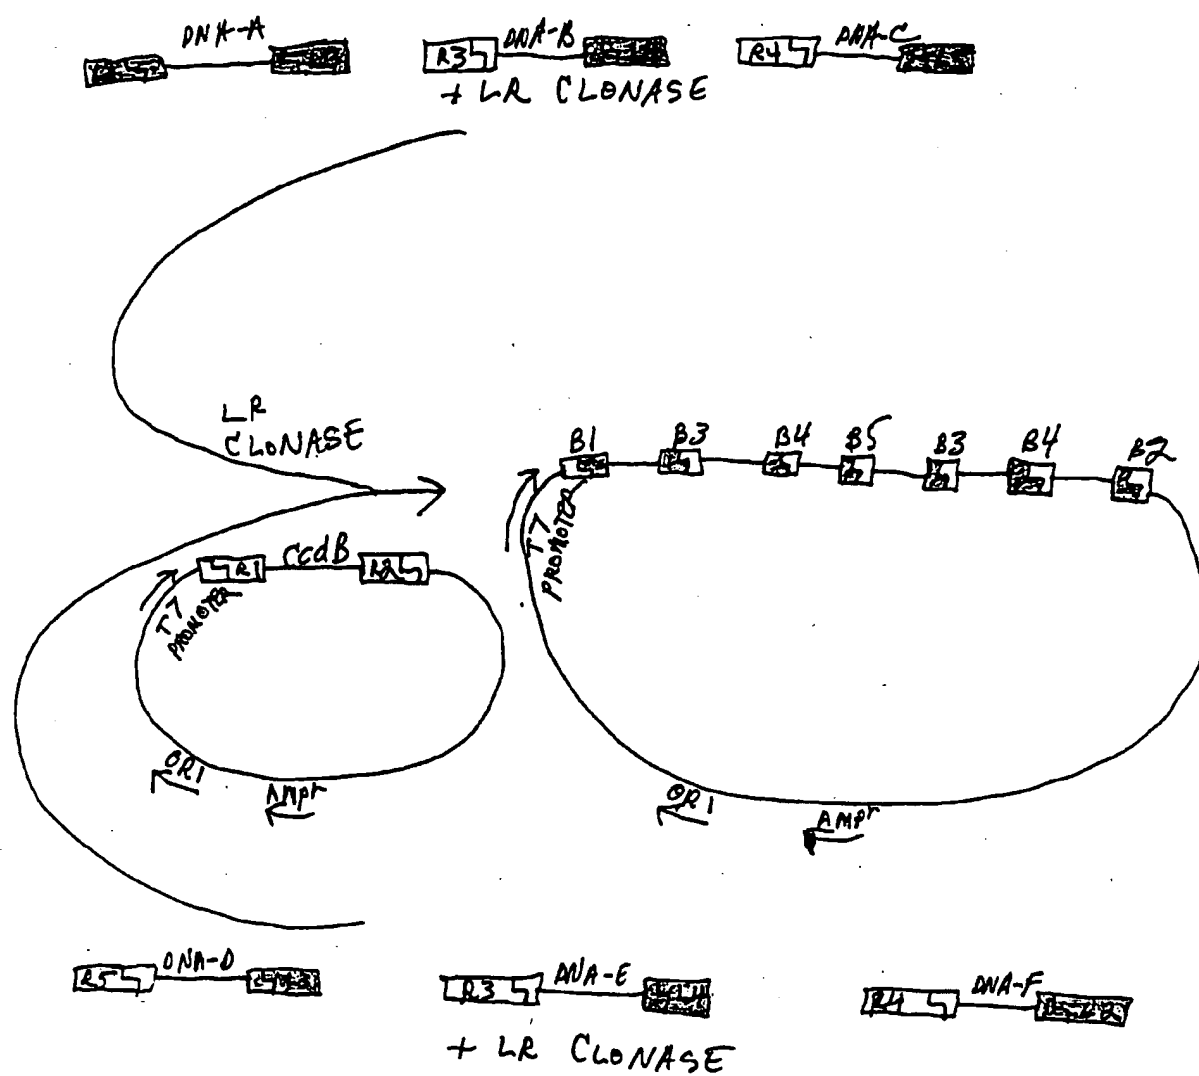 DNA-A
DNA-B
DNA-C
R3
R4
+ LR CLONASE
LR
CLONASE
B1
B3
B4
B5
B3
B4
B2
T7
PROMOTER
ccdB
R1
R2
T7
PROMOTER
ORI
Ampr
ORI
AMPr
DNA-D
DNA-E
DNA-F
R5
R3
R4
+ LR CLONASE